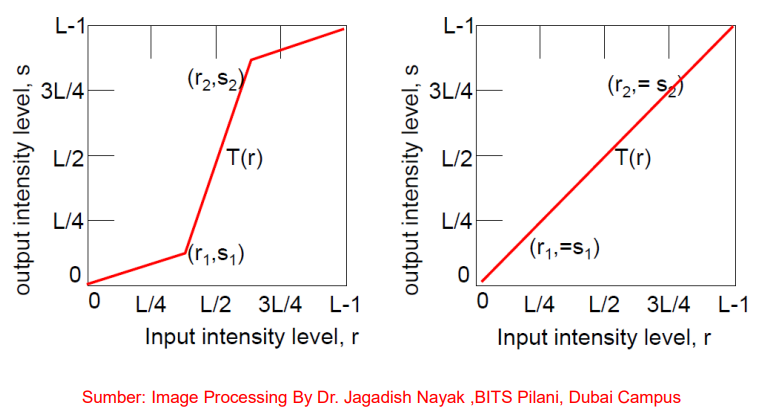 output intensity level, s
L-1
3L/4
L/2
L/4
0
(r2,s2)
T(r)
(r1,s1)
0 L/4 L/2 3L/4 L-1
Input intensity level, r
output intensity level, s
L-1
3L/4
L/2
L/4
0
(r2,= s2)
T(r)
(r1,=s1)
0 L/4 L/2 3L/4 L-1
Input intensity level, r
Sumber: Image Processing By Dr. Jagadish Nayak ,BITS Pilani, Dubai Campus